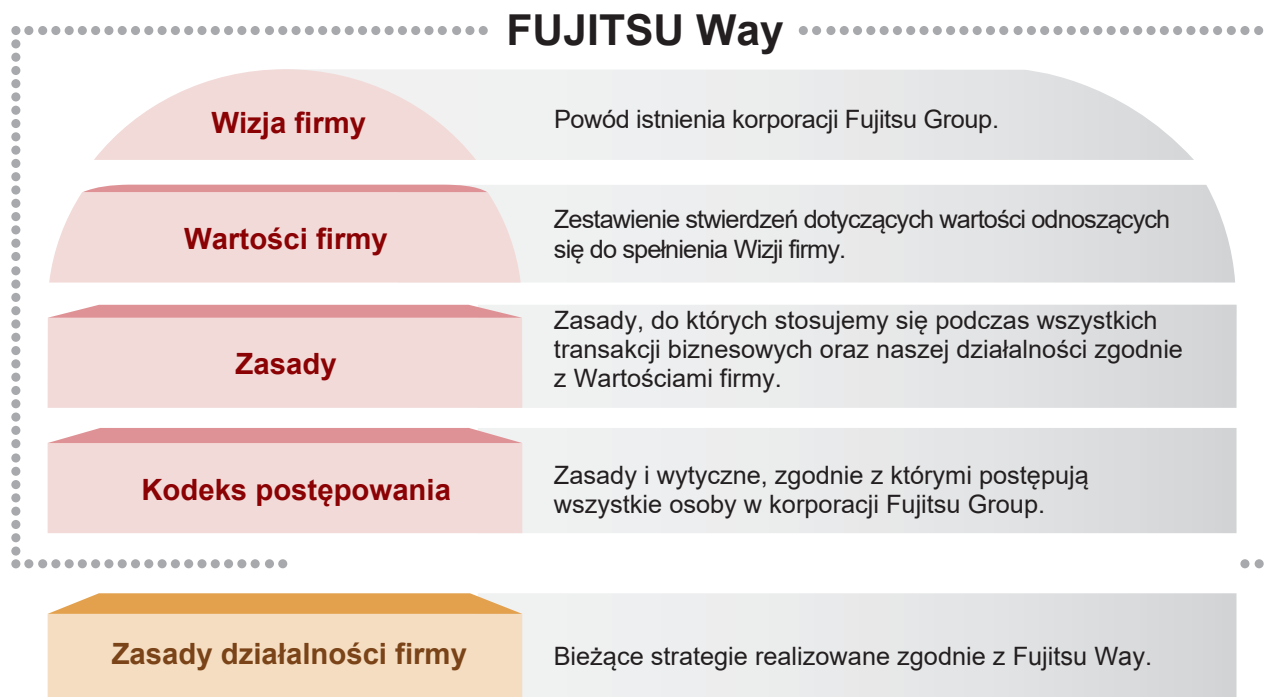 FUJITSU Way
Wizja firmy
Powód istnienia korporacji Fujitsu Group.
Wartości firmy
Zestawienie stwierdzeń dotyczących wartości odnoszących
się do spełnienia Wizji firmy.
Zasady
Zasady, do których stosujemy się podczas wszystkich
transakcji biznesowych oraz naszej działalności zgodnie
z Wartościami firmy.
Kodeks postępowania
Zasady i wytyczne, zgodnie z którymi postępują
wszystkie osoby w korporacji Fujitsu Group.
Zasady działalności firmy
Bieżące strategie realizowane zgodnie z Fujitsu Way.